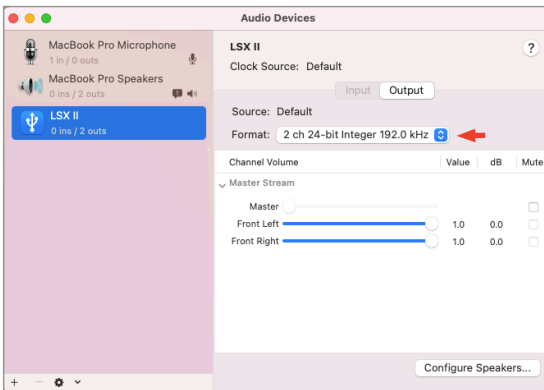 Audio Devices
MacBook Pro Microphone
1 in / 0 outs
MacBook Pro Speakers
0 ins / 2 outs
LSX II
0 ins / 2 outs
LSX II
?
Clock Source: Default
Input Output
Source: Default
Format: 2 ch 24-bit Integer 192.0 kHz
Channel Volume Value dB Mute
Master Stream
Master
Front Left 1.0 0.0
Front Right 1.0 0.0
Configure Speakers...